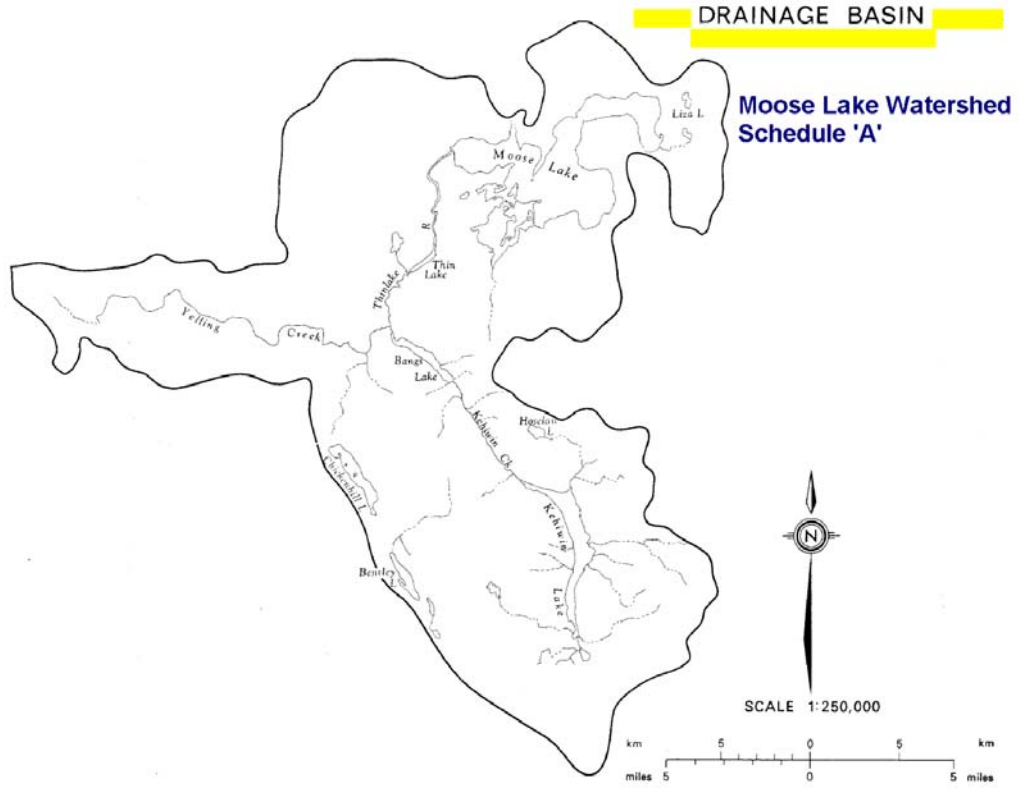 DRAINAGE BASIN
Moose Lake Watershed
Schedule 'A'
Liza L
Moose Lake
R
Thin
Lake
Thinlake
Yelling Creek
Bangs
Lake
Kehiwin Ck
L
Chickenhill L
Kehiwin Lake
Bentley
L
N
SCALE 1:250,000
km 5 0 5 km
miles 5 0 5 miles